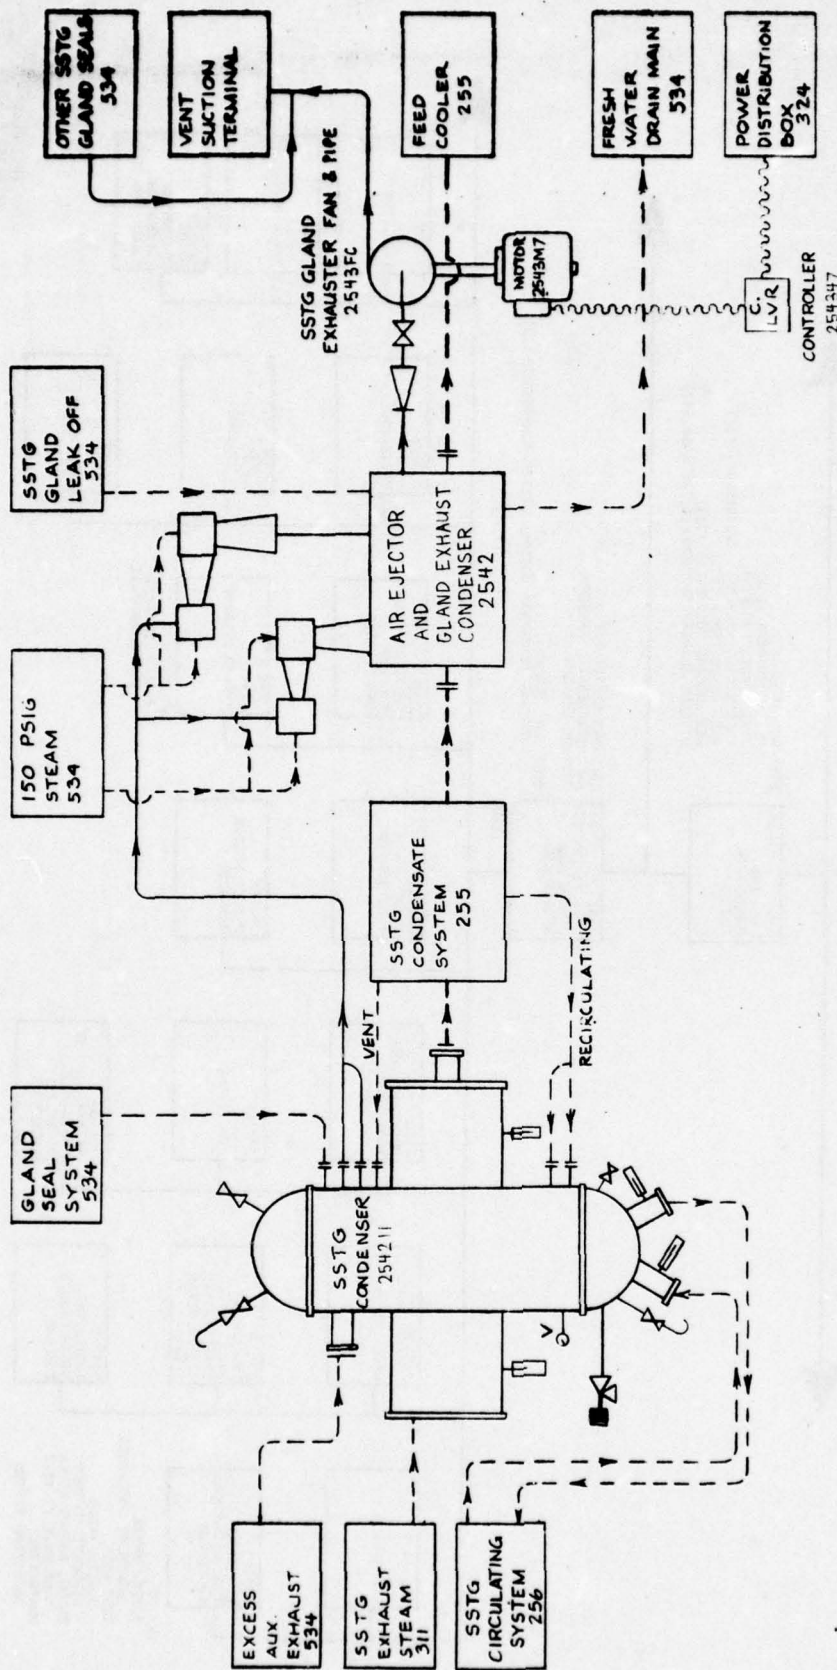 OTHER SSTG
GLAND SEALS
534
VENT
SUCTION
TERMINAL
SSTG GLAND
EXHAUSTER FAN & PIPE
2543FC
FEED
COOLER
255
FRESH
WATER
DRAIN MAIN
534
POWER
DISTRIBUTION
BOX
324
MOTOR
2543M7
C.
LVR
CONTROLLER
254347
SSTG
GLAND
LEAK OFF
534
150 PSIG
STEAM
534
AIR EJECTOR
AND
GLAND EXHAUST
CONDENSER
2542
SSTG
CONDENSATE
SYSTEM
255
VENT
RECIRCULATING
GLAND
SEAL
SYSTEM
534
SSTG
CONDENSER
254211
V
EXCESS
AUX.
EXHAUST
534
SSTG
EXHAUST
STEAM
311
SSTG
CIRCULATING
SYSTEM
256